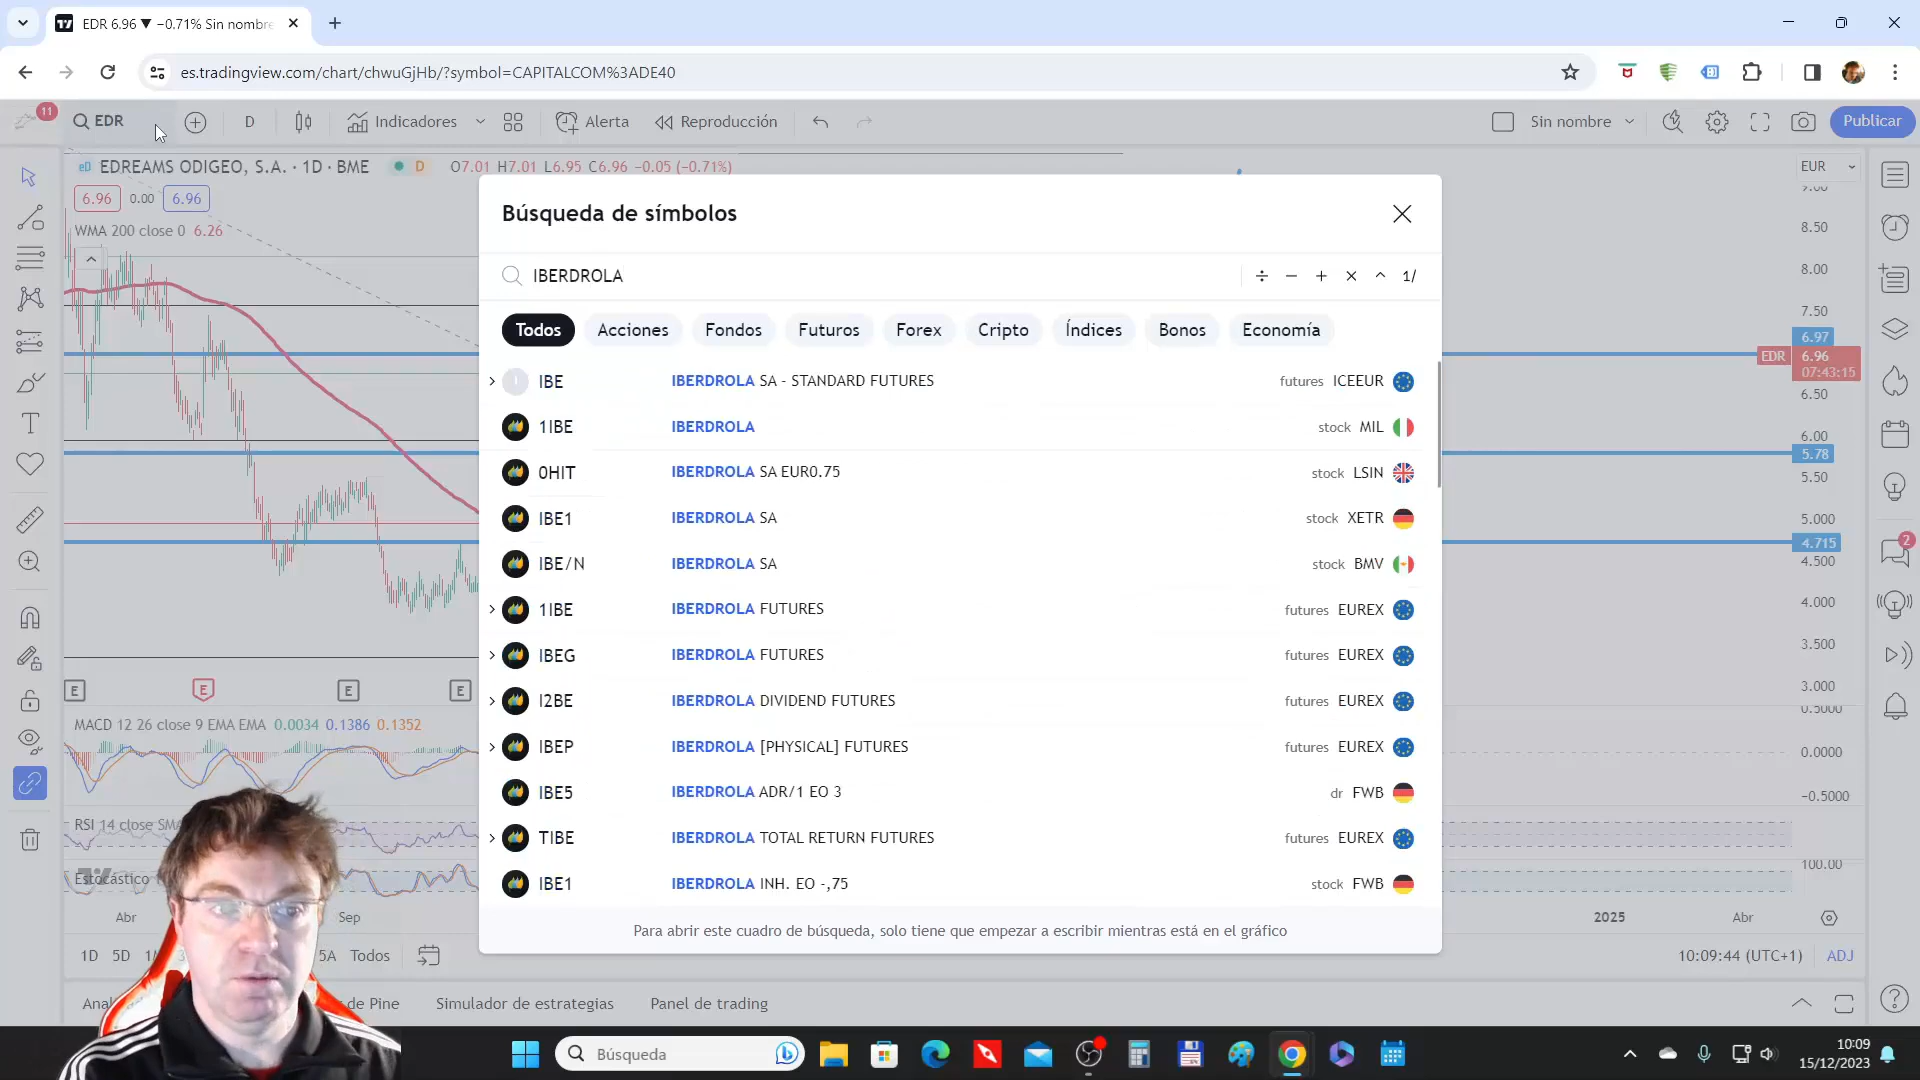 EDR 6.96 ▼ −0.71% Sin nombre
es.tradingview.com/chart/chwuGjHb/?symbol=CAPITALCOM%3ADE40
11
EDR
D
Indicadores
Alerta
Reproducción
Sin nombre
Publicar
EDREAMS ODIGEO, S.A. · 1D · BME
D
O7.01 H7.01 L6.95 C6.96 −0.05 (−0.71%)
EUR
6.96
0.00
6.96
WMA 200 close 0 6.26
Búsqueda de símbolos
IBERDROLA
1/
Todos
Acciones
Fondos
Futuros
Forex
Cripto
Índices
Bonos
Economía
IBE IBERDROLA SA - STANDARD FUTURES futures ICEEUR
1IBE IBERDROLA stock MIL
0HIT IBERDROLA SA EUR0.75 stock LSIN
IBE1 IBERDROLA SA stock XETR
IBE/N IBERDROLA SA stock BMV
1IBE IBERDROLA FUTURES futures EUREX
IBEG IBERDROLA FUTURES futures EUREX
I2BE IBERDROLA DIVIDEND FUTURES futures EUREX
IBEP IBERDROLA [PHYSICAL] FUTURES futures EUREX
IBE5 IBERDROLA ADR/1 EO 3 dr FWB
TIBE IBERDROLA TOTAL RETURN FUTURES futures EUREX
IBE1 IBERDROLA INH. EO -,75 stock FWB
Para abrir este cuadro de búsqueda, solo tiene que empezar a escribir mientras está en el gráfico
9.00
8.50
8.00
7.50
6.97
EDR 6.96
07:43:15
6.50
6.00
5.78
5.50
5.000
4.715
4.500
4.000
3.500
3.000
0.5000
0.0000
−0.5000
100.00
2
E
E
E
E
MACD 12 26 close 9 EMA EMA 0.0034 0.1386 0.1352
RSI 14 close SMA
Estocástico
Abr
Sep
2025
Abr
1D
5D
5A
Todos
10:09:44 (UTC+1)
ADJ
de Pine
Simulador de estrategias
Panel de trading
Búsqueda
10:09
15/12/2023